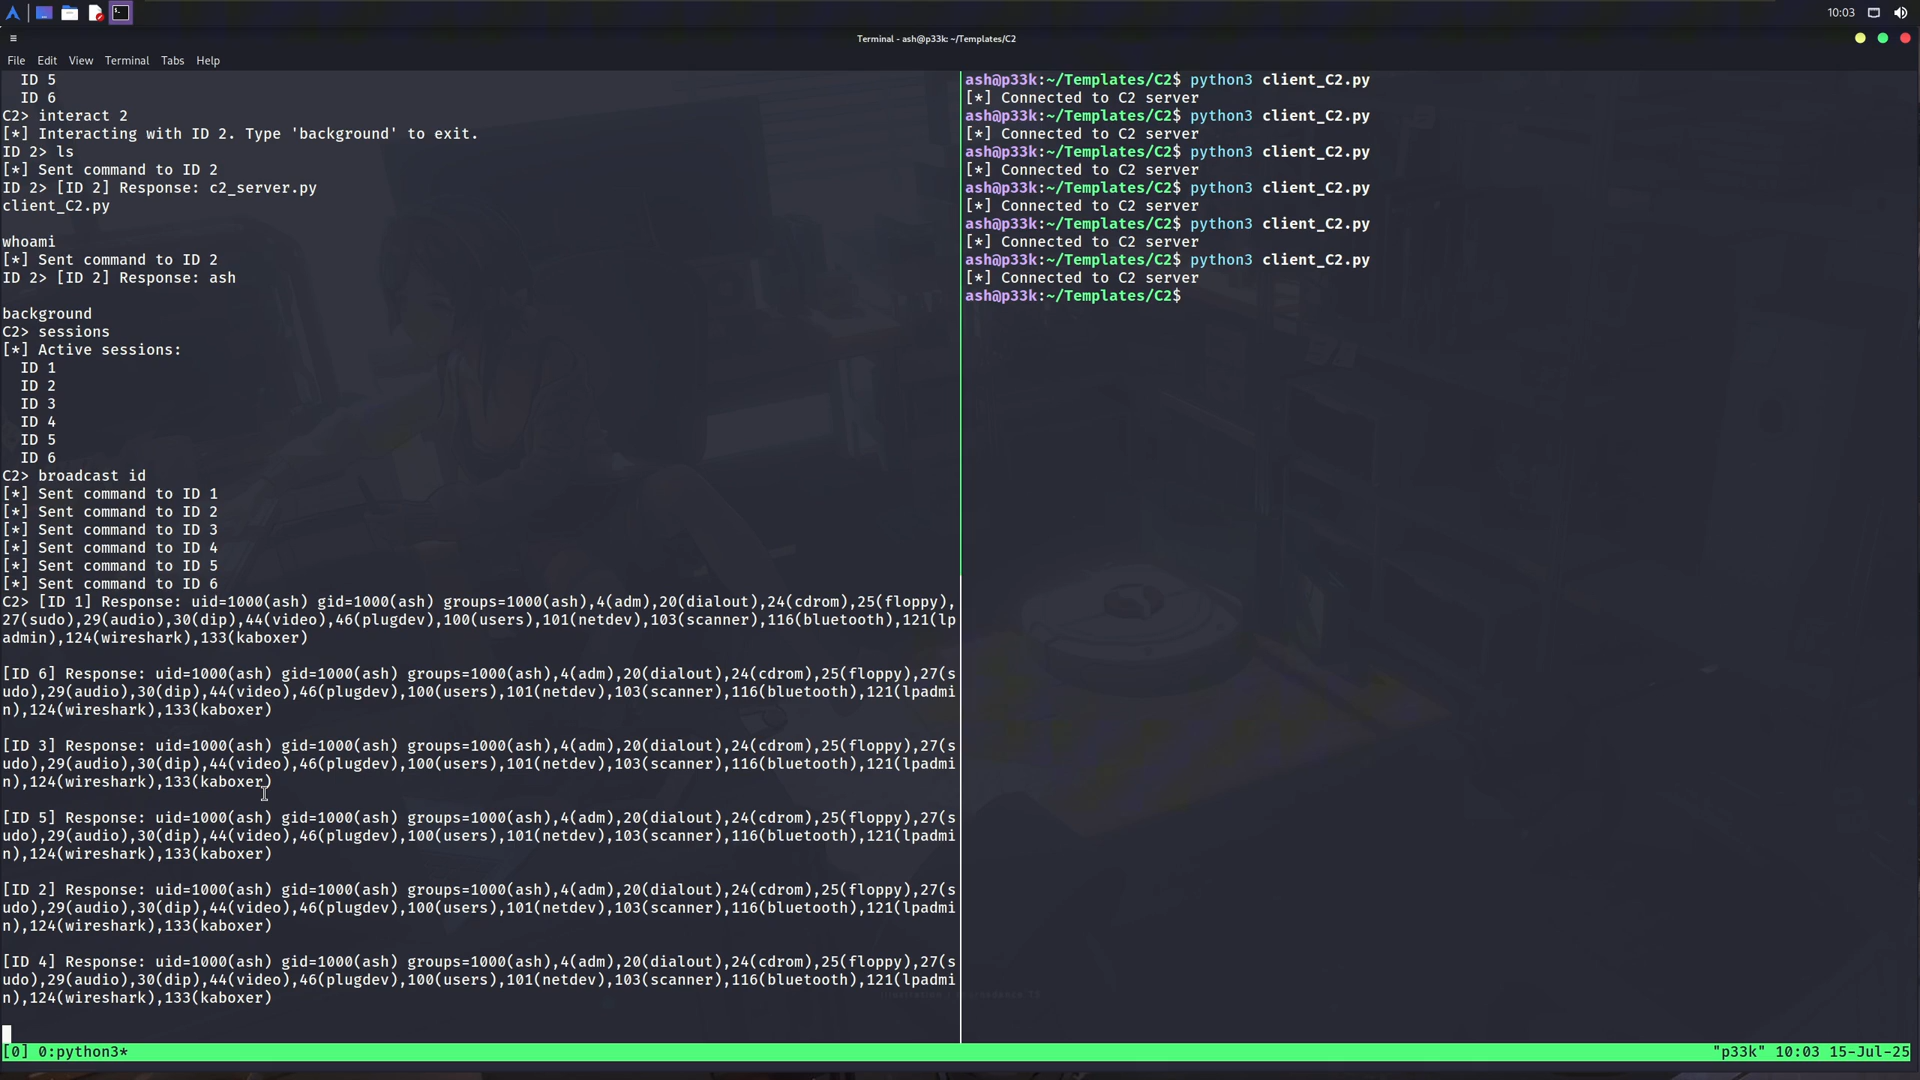 10:03
Terminal - ash@p33k: ~/Templates/C2
File Edit View Terminal Tabs Help
ID 5
ID 6
C2> interact 2
[*] Interacting with ID 2. Type 'background' to exit.
ID 2> ls
[*] Sent command to ID 2
ID 2> [ID 2] Response: c2_server.py
client_C2.py
whoami
[*] Sent command to ID 2
ID 2> [ID 2] Response: ash
background
C2> sessions
[*] Active sessions:
ID 1
ID 2
ID 3
ID 4
ID 5
ID 6
C2> broadcast id
[*] Sent command to ID 1
[*] Sent command to ID 2
[*] Sent command to ID 3
[*] Sent command to ID 4
[*] Sent command to ID 5
[*] Sent command to ID 6
C2> [ID 1] Response: uid=1000(ash) gid=1000(ash) groups=1000(ash),4(adm),20(dialout),24(cdrom),25(floppy),
27(sudo),29(audio),30(dip),44(video),46(plugdev),100(users),101(netdev),103(scanner),116(bluetooth),121(lp
admin),124(wireshark),133(kaboxer)
[ID 6] Response: uid=1000(ash) gid=1000(ash) groups=1000(ash),4(adm),20(dialout),24(cdrom),25(floppy),27(s
udo),29(audio),30(dip),44(video),46(plugdev),100(users),101(netdev),103(scanner),116(bluetooth),121(lpadmi
n),124(wireshark),133(kaboxer)
[ID 3] Response: uid=1000(ash) gid=1000(ash) groups=1000(ash),4(adm),20(dialout),24(cdrom),25(floppy),27(s
udo),29(audio),30(dip),44(video),46(plugdev),100(users),101(netdev),103(scanner),116(bluetooth),121(lpadmi
n),124(wireshark),133(kaboxer)
[ID 5] Response: uid=1000(ash) gid=1000(ash) groups=1000(ash),4(adm),20(dialout),24(cdrom),25(floppy),27(s
udo),29(audio),30(dip),44(video),46(plugdev),100(users),101(netdev),103(scanner),116(bluetooth),121(lpadmi
n),124(wireshark),133(kaboxer)
[ID 2] Response: uid=1000(ash) gid=1000(ash) groups=1000(ash),4(adm),20(dialout),24(cdrom),25(floppy),27(s
udo),29(audio),30(dip),44(video),46(plugdev),100(users),101(netdev),103(scanner),116(bluetooth),121(lpadmi
n),124(wireshark),133(kaboxer)
[ID 4] Response: uid=1000(ash) gid=1000(ash) groups=1000(ash),4(adm),20(dialout),24(cdrom),25(floppy),27(s
udo),29(audio),30(dip),44(video),46(plugdev),100(users),101(netdev),103(scanner),116(bluetooth),121(lpadmi
n),124(wireshark),133(kaboxer)
ash@p33k:~/Templates/C2$ python3 client_C2.py
[*] Connected to C2 server
ash@p33k:~/Templates/C2$ python3 client_C2.py
[*] Connected to C2 server
ash@p33k:~/Templates/C2$ python3 client_C2.py
[*] Connected to C2 server
ash@p33k:~/Templates/C2$ python3 client_C2.py
[*] Connected to C2 server
ash@p33k:~/Templates/C2$ python3 client_C2.py
[*] Connected to C2 server
ash@p33k:~/Templates/C2$ python3 client_C2.py
[*] Connected to C2 server
ash@p33k:~/Templates/C2$
[0] 0:python3*
"p33k" 10:03 15-Jul-25